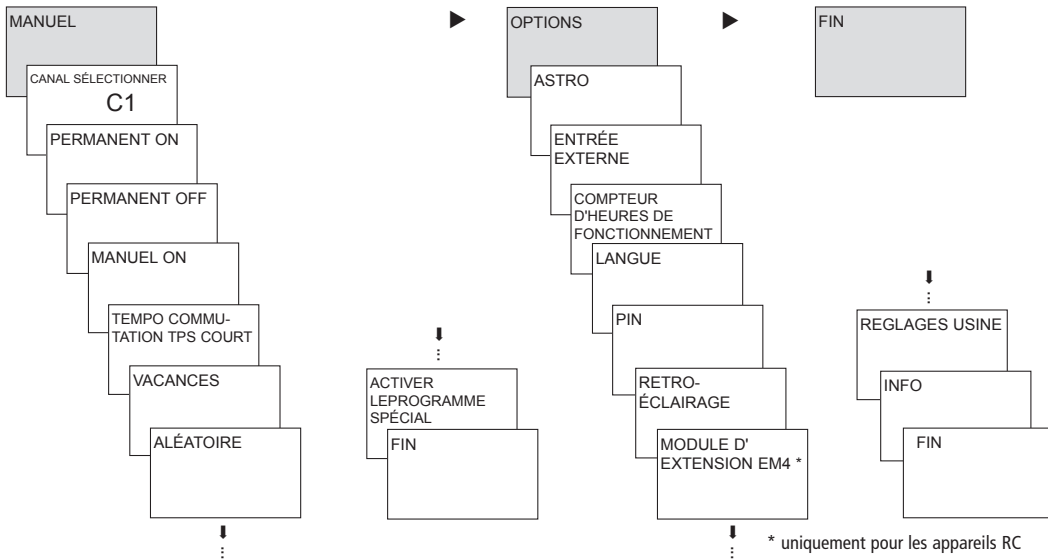 MANUEL
CANAL SÉLECTIONNER
C1
PERMANENT ON
PERMANENT OFF
MANUEL ON
TEMPO COMMU-
TATION TPS COURT
VACANCES
ALÉATOIRE
ACTIVER
LEPROGRAMME
SPÉCIAL
FIN
OPTIONS
ASTRO
ENTRÉE
EXTERNE
COMPTEUR
D'HEURES DE
FONCTIONNEMENT
LANGUE
PIN
RETRO-
ÉCLAIRAGE
MODULE D'
EXTENSION EM4 *
REGLAGES USINE
INFO
FIN
FIN
* uniquement pour les appareils RC